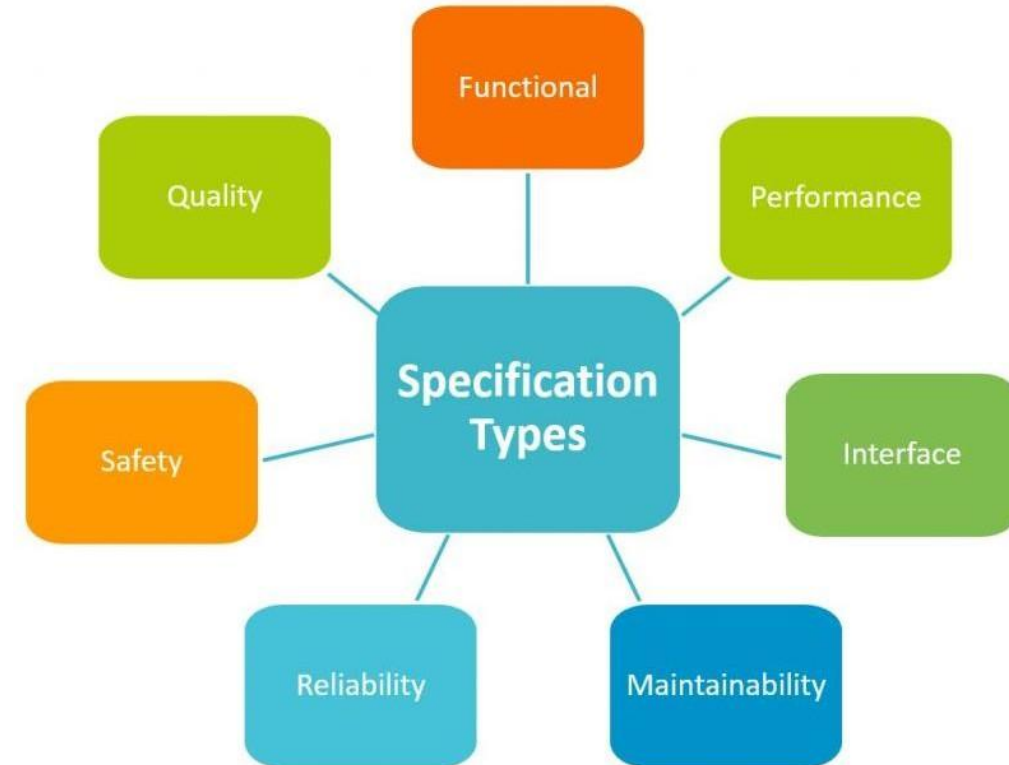 Functional
Quality
Performance
Specification
Types
Safety
Interface
Reliability
Maintainability